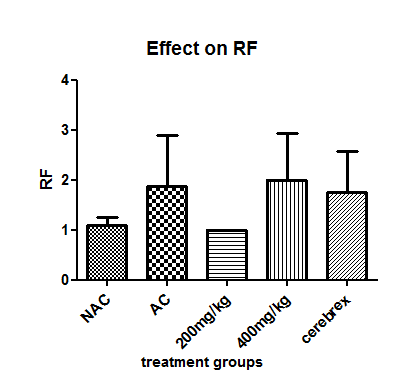 Effect on RF
4
3
2
1
0
RF
NAC
AC
200mg/kg
400mg/kg
cerebrex
treatment groups